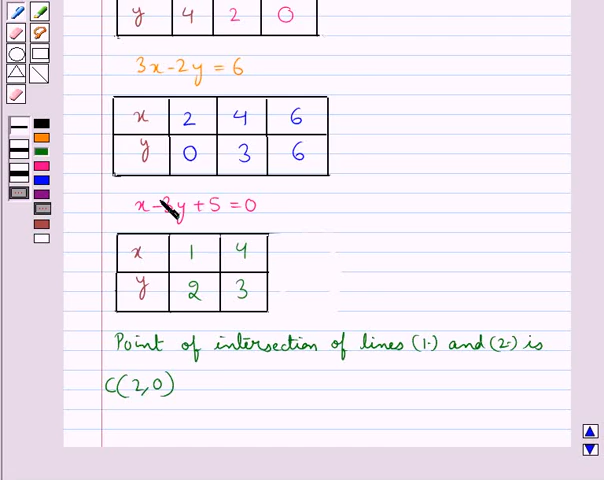 y 4 2 0
3x-2y=6
x 2 4 6
y 0 3 6
x-3y+5=0
x 1 4
y 2 3
Point of intersection of lines (1.) and (2.) is
C(2,0)